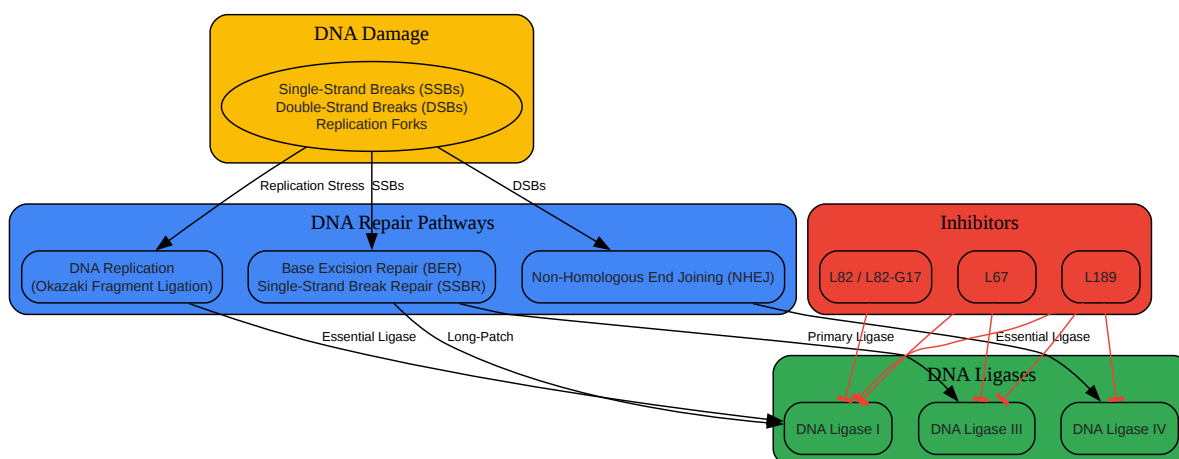 DNA Damage
Single-Strand Breaks (SSBs)
Double-Strand Breaks (DSBs)
Replication Forks
Replication Stress
SSBs
DSBs
DNA Repair Pathways
DNA Replication
(Okazaki Fragment Ligation)
Base Excision Repair (BER)
Single-Strand Break Repair (SSBR)
Non-Homologous End Joining (NHEJ)
Inhibitors
L82 / L82-G17
L67
L189
Essential Ligase
Long-Patch
Primary Ligase
Essential Ligase
DNA Ligases
DNA Ligase I
DNA Ligase III
DNA Ligase IV